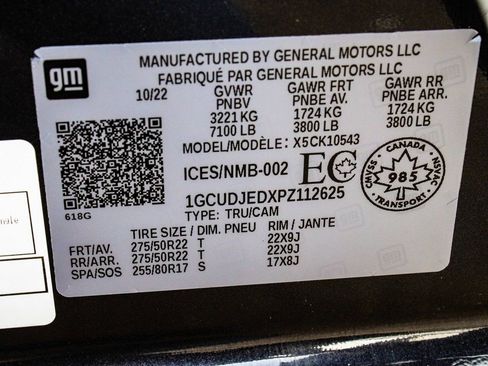 gm
MANUFACTURED BY GENERAL MOTORS LLC
FABRIQUÉ PAR GENERAL MOTORS LLC
10/22 GVWR GAWR FRT GAWR RR
PNBV PNBE AV. PNBE ARR.
3221 KG 1724 KG 1724 KG
7100 LB 3800 LB 3800 LB
MODEL/MODÈLE: X5CK10543
ICES/NMB-002 EC
CANADA
CMVSS NSVAC
985
TRANSPORT
618G
1GCUDJEDXPZ112625
TYPE: TRU/CAM
TIRE SIZE / DIM. PNEU RIM / JANTE
FRT/AV. 275/50R22 T 22X9J
RR/ARR. 275/50R22 T 22X9J
SPA/SOS 255/80R17 S 17X8J